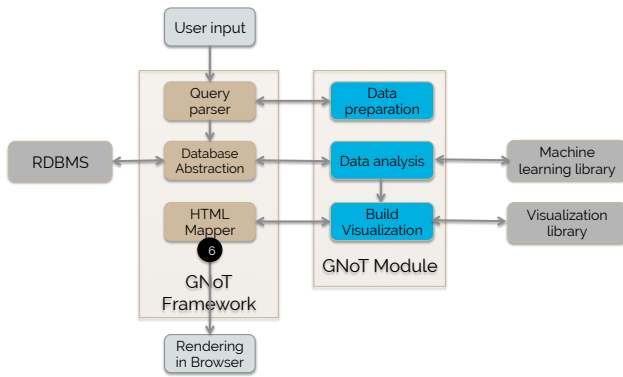 User input
Query
parser
Data
preparation
RDBMS
Database
Abstraction
Data analysis
Machine
learning library
HTML
Mapper
Build
Visualization
Visualization
library
6
GNoT Module
GNoT
Framework
Rendering
in Browser